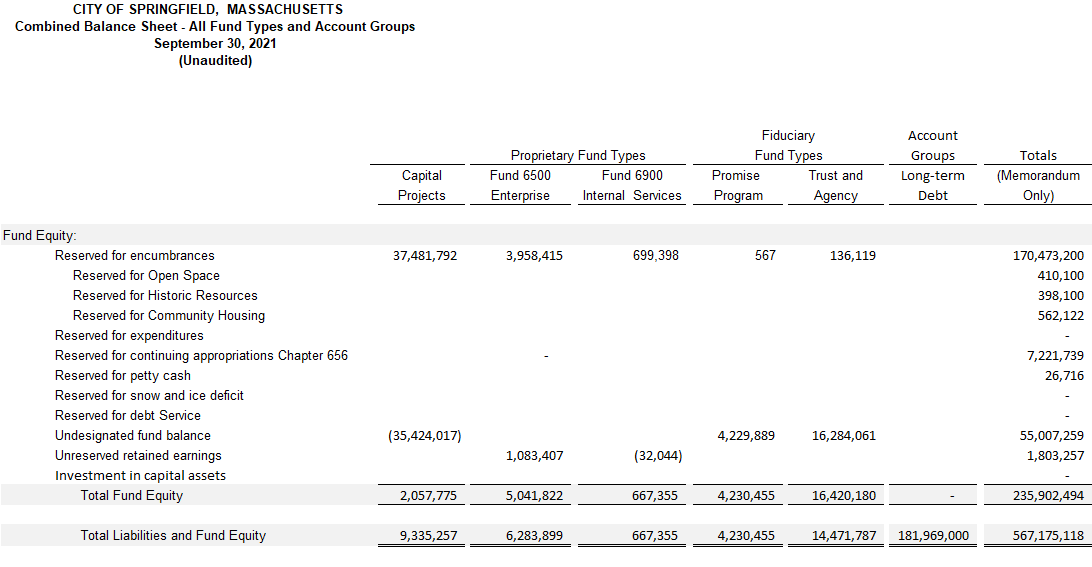 CITY OF SPRINGFIELD, MASSACHUSETTS
Combined Balance Sheet - All Fund Types and Account Groups
September 30, 2021
(Unaudited)
Fiduciary Account
Proprietary Fund Types Fund Types Groups Totals
Capital Fund 6500 Fund 6900 Promise Trust and Long-term (Memorandum
Projects Enterprise Internal Services Program Agency Debt Only)
Fund Equity:
Reserved for encumbrances 37,481,792 3,958,415 699,398 567 136,119 170,473,200
Reserved for Open Space 410,100
Reserved for Historic Resources 398,100
Reserved for Community Housing 562,122
Reserved for expenditures -
Reserved for continuing appropriations Chapter 656 - 7,221,739
Reserved for petty cash 26,716
Reserved for snow and ice deficit -
Reserved for debt Service -
Undesignated fund balance (35,424,017) 4,229,889 16,284,061 55,007,259
Unreserved retained earnings 1,083,407 (32,044) 1,803,257
Investment in capital assets -
Total Fund Equity 2,057,775 5,041,822 667,355 4,230,455 16,420,180 - 235,902,494
Total Liabilities and Fund Equity 9,335,257 6,283,899 667,355 4,230,455 14,471,787 181,969,000 567,175,118